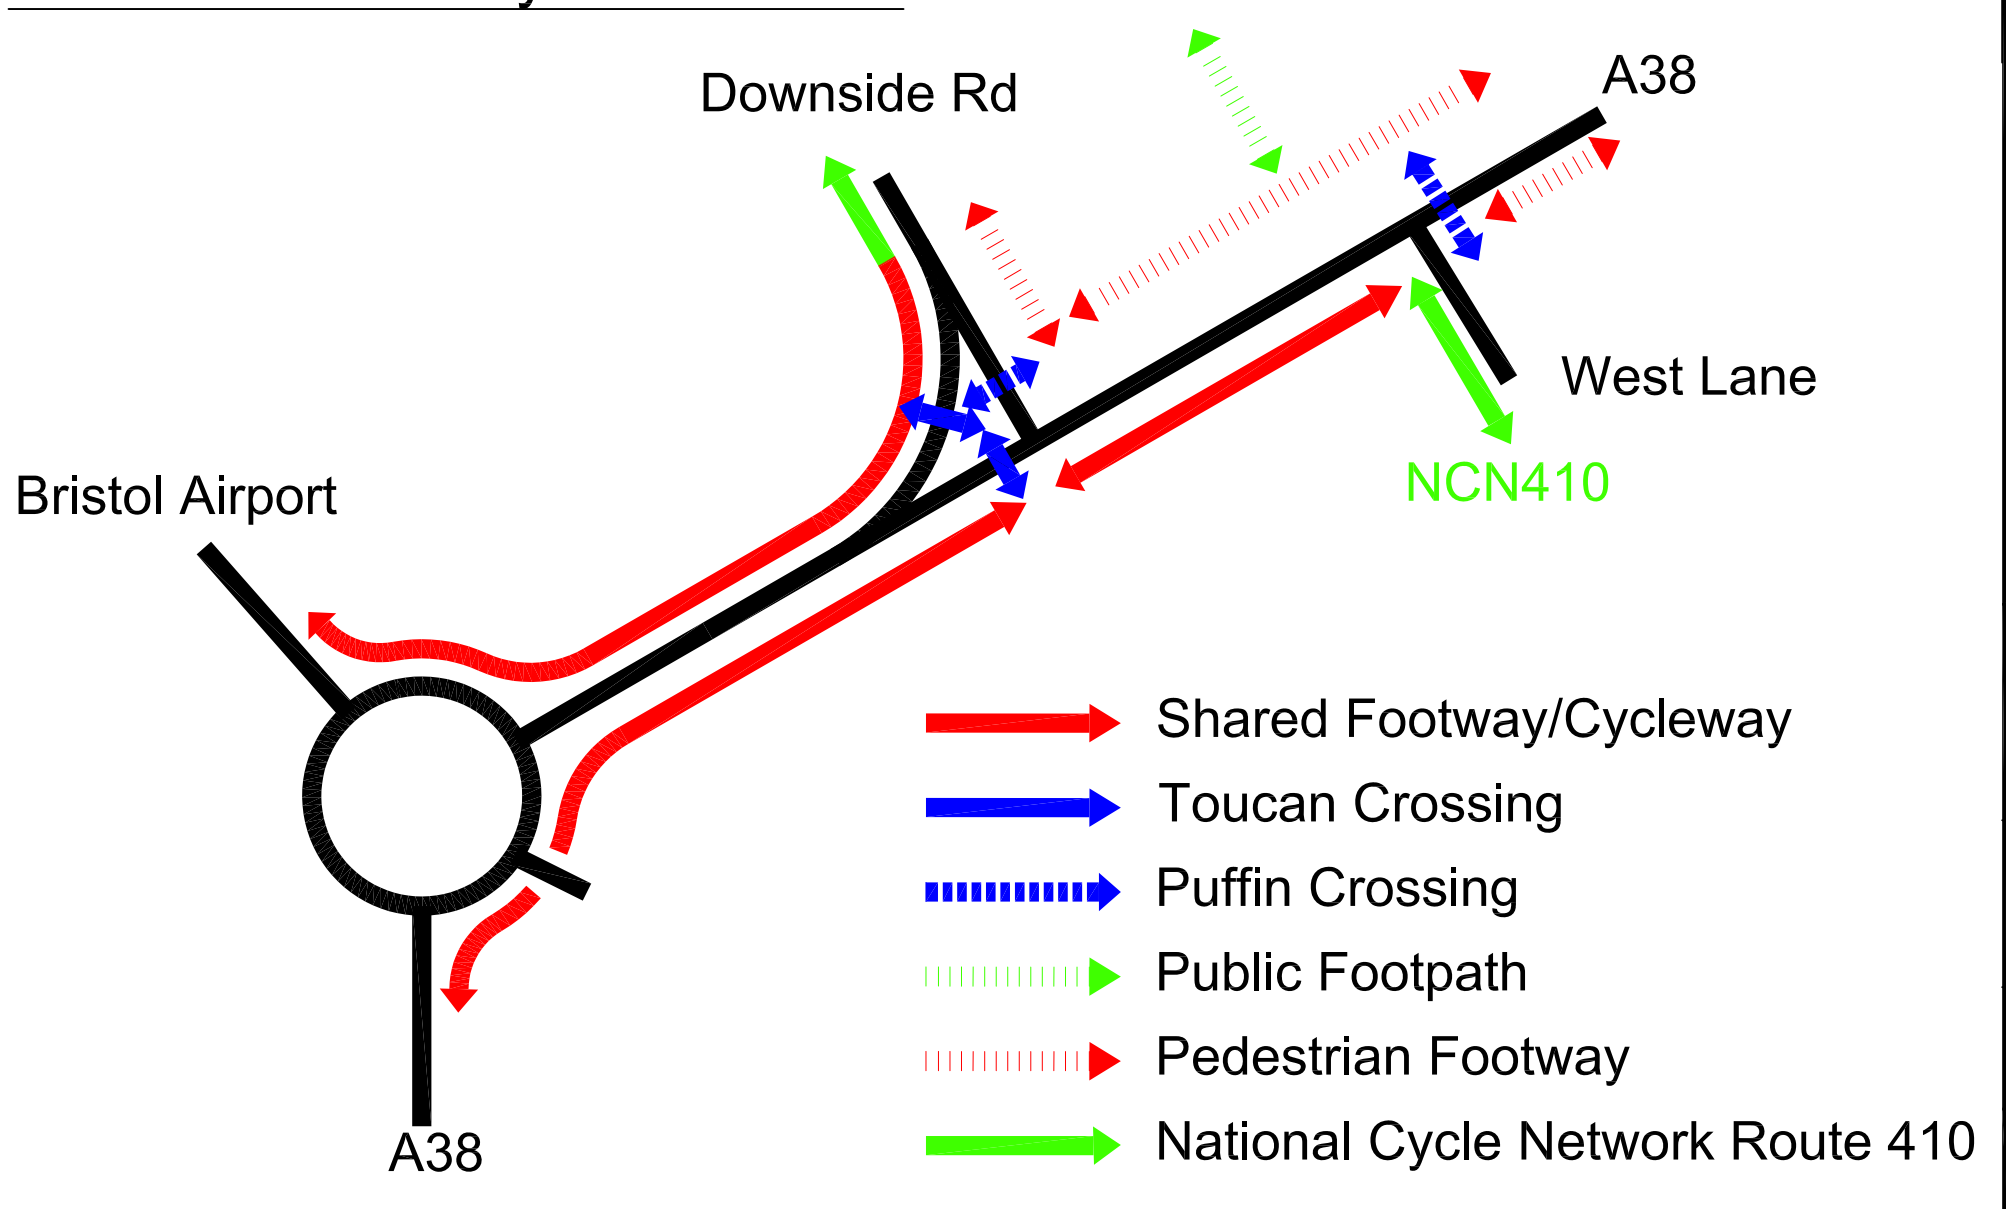 Downside Rd
A38
West Lane
NCN410
Bristol Airport
Shared Footway/Cycleway
Toucan Crossing
Puffin Crossing
Public Footpath
Pedestrian Footway
National Cycle Network Route 410
A38